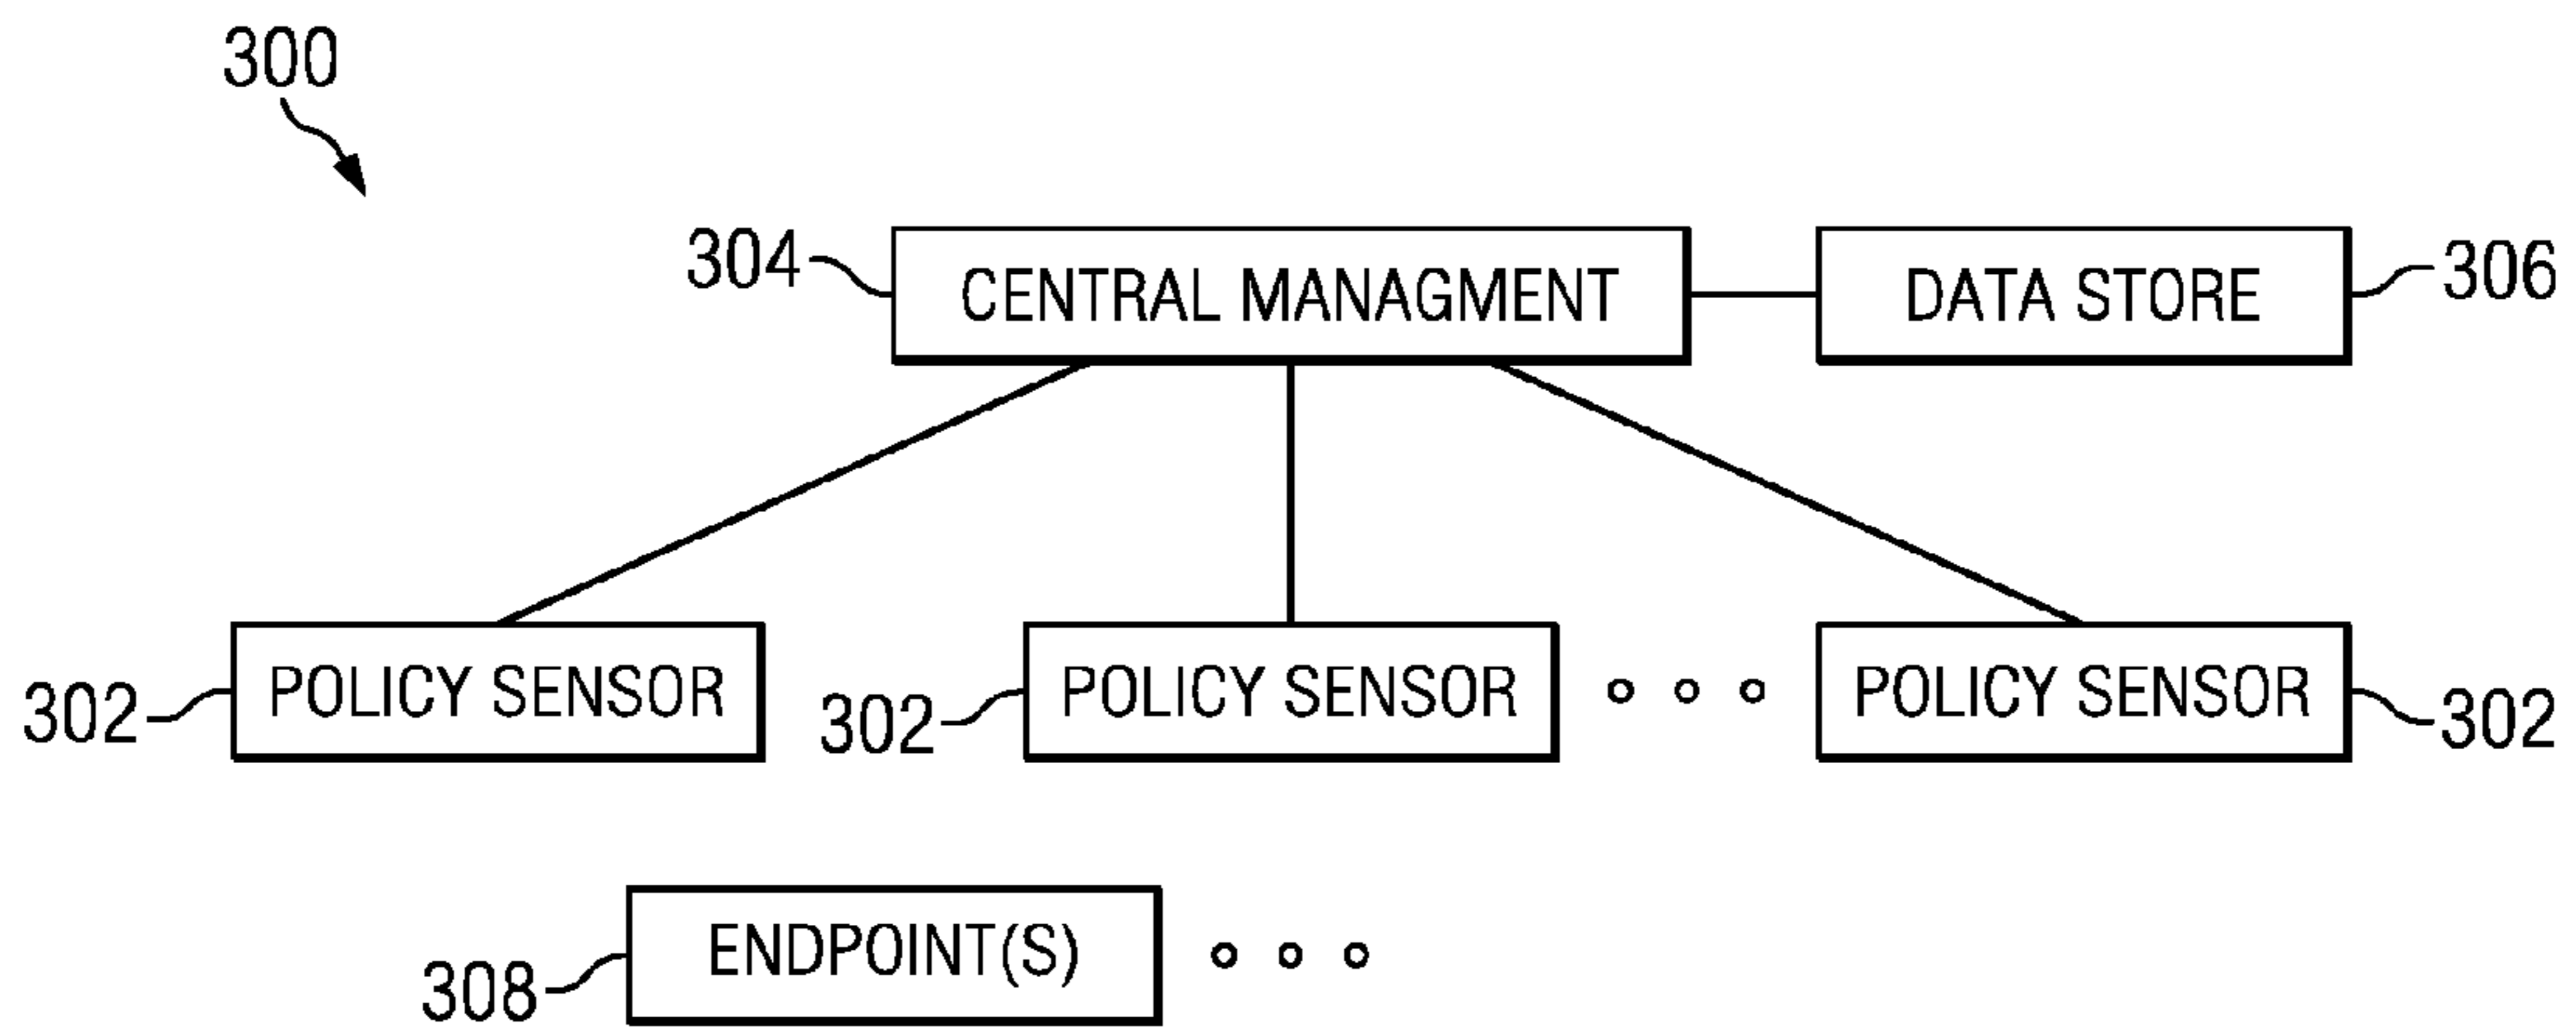 300
304 CENTRAL MANAGMENT DATA STORE 306
302 POLICY SENSOR 302 POLICY SENSOR POLICY SENSOR 302
308 ENDPOINT(S)